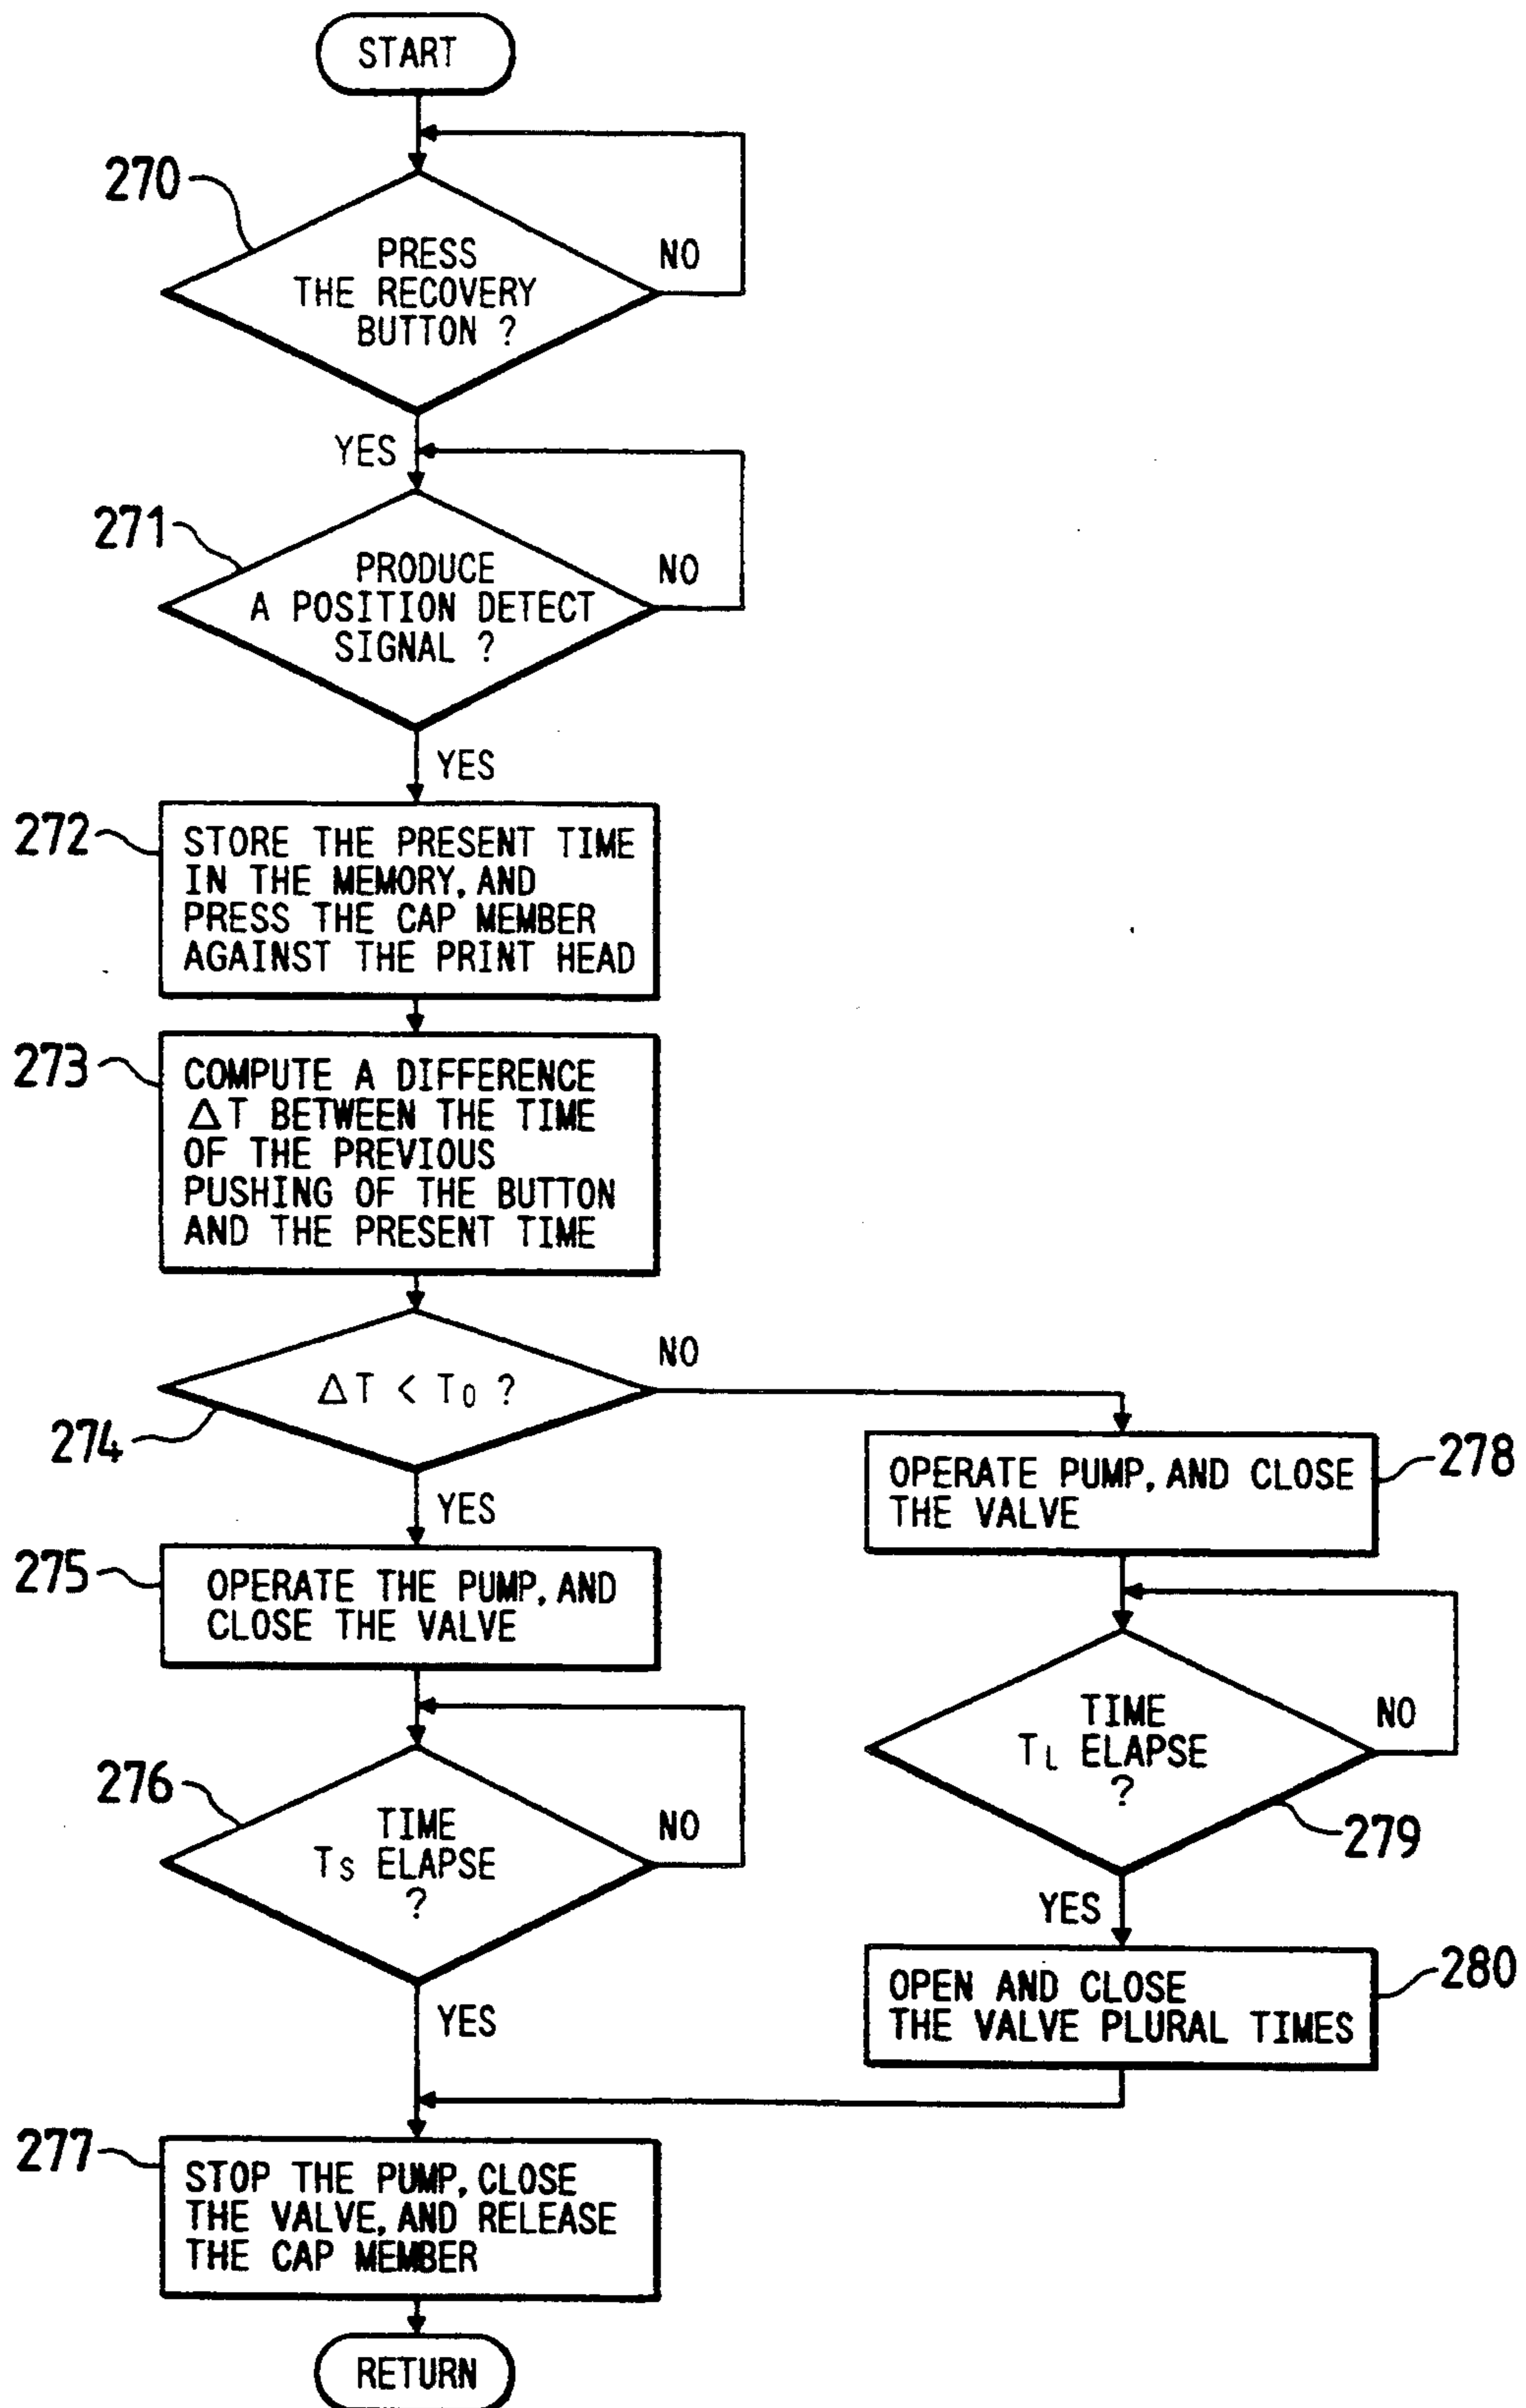 START
270
PRESS
THE RECOVERY
BUTTON ?
NO
YES
271
PRODUCE
A POSITION DETECT
SIGNAL ?
NO
YES
272
STORE THE PRESENT TIME
IN THE MEMORY, AND
PRESS THE CAP MEMBER
AGAINST THE PRINT HEAD
273
COMPUTE A DIFFERENCE
ΔT BETWEEN THE TIME
OF THE PREVIOUS
PUSHING OF THE BUTTON
AND THE PRESENT TIME
274
ΔT < T0 ?
NO
YES
275
OPERATE THE PUMP, AND
CLOSE THE VALVE
276
TIME
TS ELAPSE
?
NO
YES
278
OPERATE PUMP, AND CLOSE
THE VALVE
279
TIME
TL ELAPSE
?
NO
YES
280
OPEN AND CLOSE
THE VALVE PLURAL TIMES
277
STOP THE PUMP, CLOSE
THE VALVE, AND RELEASE
THE CAP MEMBER
RETURN